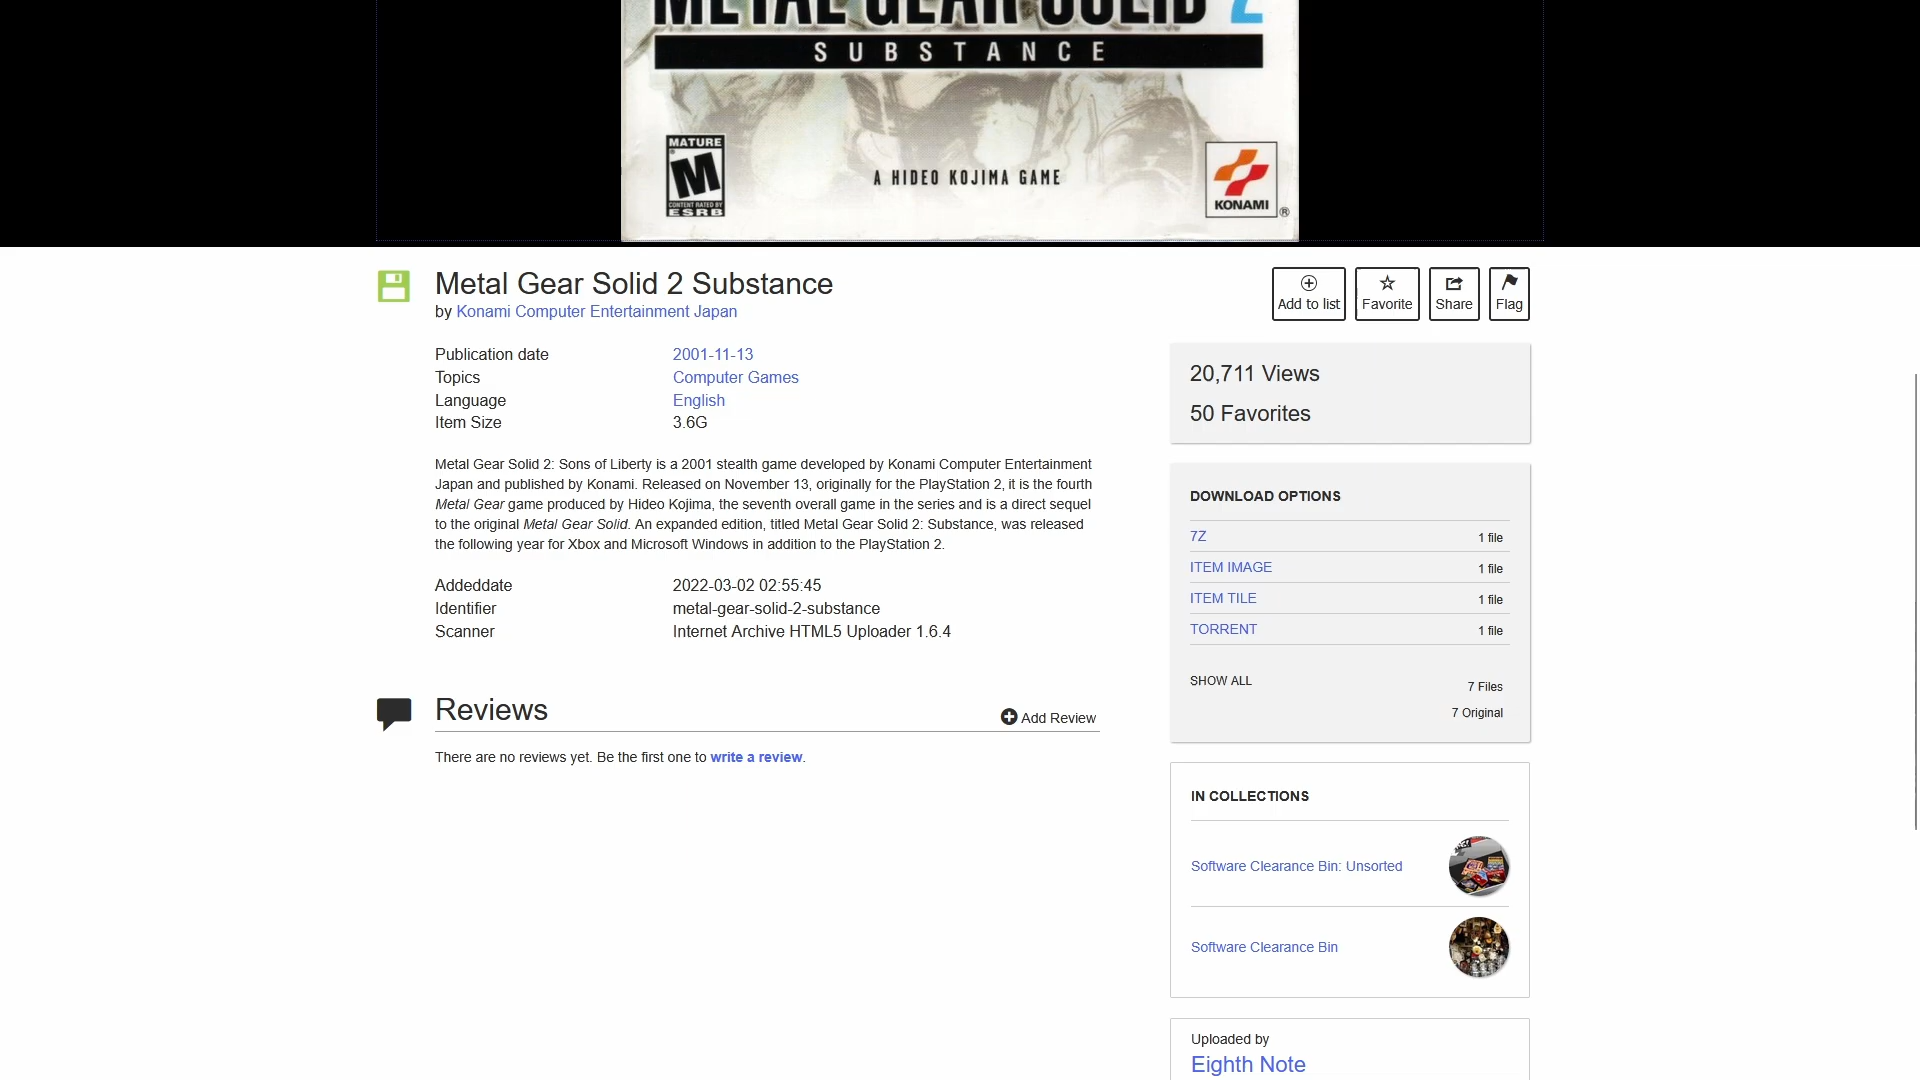 METAL GEAR SOLID 2
SUBSTANCE
MATURE
M
CONTENT RATED BY
ESRB
A HIDEO KOJIMA GAME
KONAMI ®
Metal Gear Solid 2 Substance
by Konami Computer Entertainment Japan
Add to list
Favorite
Share
Flag
Publication date 2001-11-13
Topics Computer Games
Language English
Item Size 3.6G
Metal Gear Solid 2: Sons of Liberty is a 2001 stealth game developed by Konami Computer Entertainment
Japan and published by Konami. Released on November 13, originally for the PlayStation 2, it is the fourth
Metal Gear game produced by Hideo Kojima, the seventh overall game in the series and is a direct sequel
to the original Metal Gear Solid. An expanded edition, titled Metal Gear Solid 2: Substance, was released
the following year for Xbox and Microsoft Windows in addition to the PlayStation 2.
Addeddate 2022-03-02 02:55:45
Identifier metal-gear-solid-2-substance
Scanner Internet Archive HTML5 Uploader 1.6.4
Reviews
Add Review
There are no reviews yet. Be the first one to write a review.
20,711 Views
50 Favorites
DOWNLOAD OPTIONS
7Z 1 file
ITEM IMAGE 1 file
ITEM TILE 1 file
TORRENT 1 file
SHOW ALL 7 Files
7 Original
IN COLLECTIONS
Software Clearance Bin: Unsorted
Software Clearance Bin
Uploaded by
Eighth Note